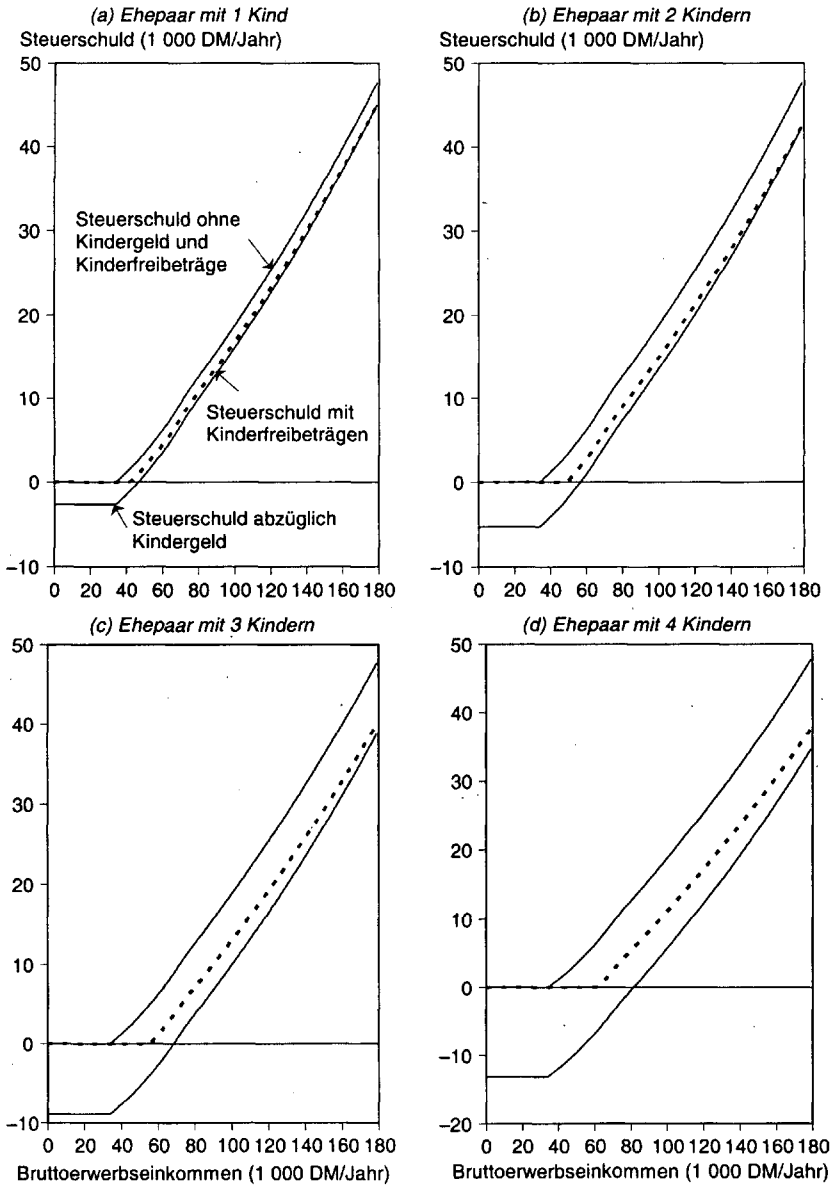 (a) Ehepaar mit 1 Kind
Steuerschuld (1 000 DM/Jahr)
50
40
30
20
10
0
−10
Steuerschuld ohne
Kindergeld und
Kinderfreibeträge
Steuerschuld mit
Kinderfreibeträgen
Steuerschuld abzüglich
Kindergeld
0 20 40 60 80 100 120 140 160 180
(b) Ehepaar mit 2 Kindern
Steuerschuld (1 000 DM/Jahr)
50
40
30
20
10
0
−10
0 20 40 60 80 100 120 140 160 180
(c) Ehepaar mit 3 Kindern
50
40
30
20
10
0
−10
0 20 40 60 80 100 120 140 160 180
Bruttoerwerbseinkommen (1 000 DM/Jahr)
(d) Ehepaar mit 4 Kindern
50
40
30
20
10
0
−10
−20
0 20 40 60 80 100 120 140 160 180
Bruttoerwerbseinkommen (1 000 DM/Jahr)